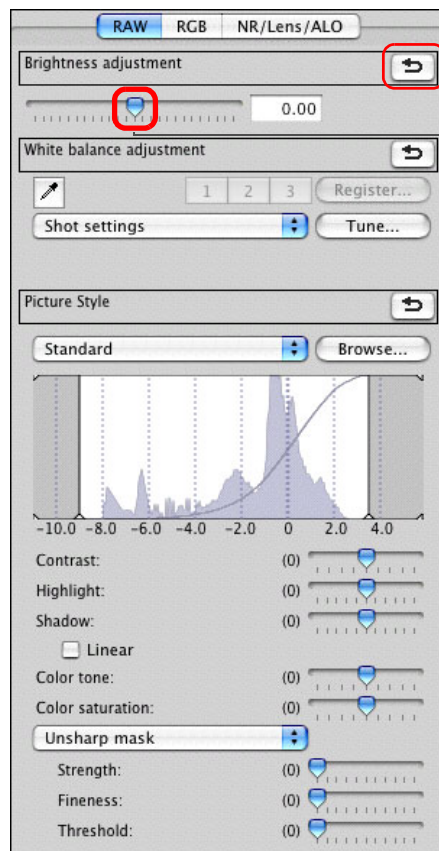 RAW RGB NR/Lens/ALO
Brightness adjustment
0.00
White balance adjustment
1 2 3 Register...
Shot settings Tune...
Picture Style
Standard Browse...
-10.0 -8.0 -6.0 -4.0 -2.0 0 2.0 4.0
Contrast: (0)
Highlight: (0)
Shadow: (0)
Linear
Color tone: (0)
Color saturation: (0)
Unsharp mask
Strength: (0)
Fineness: (0)
Threshold: (0)